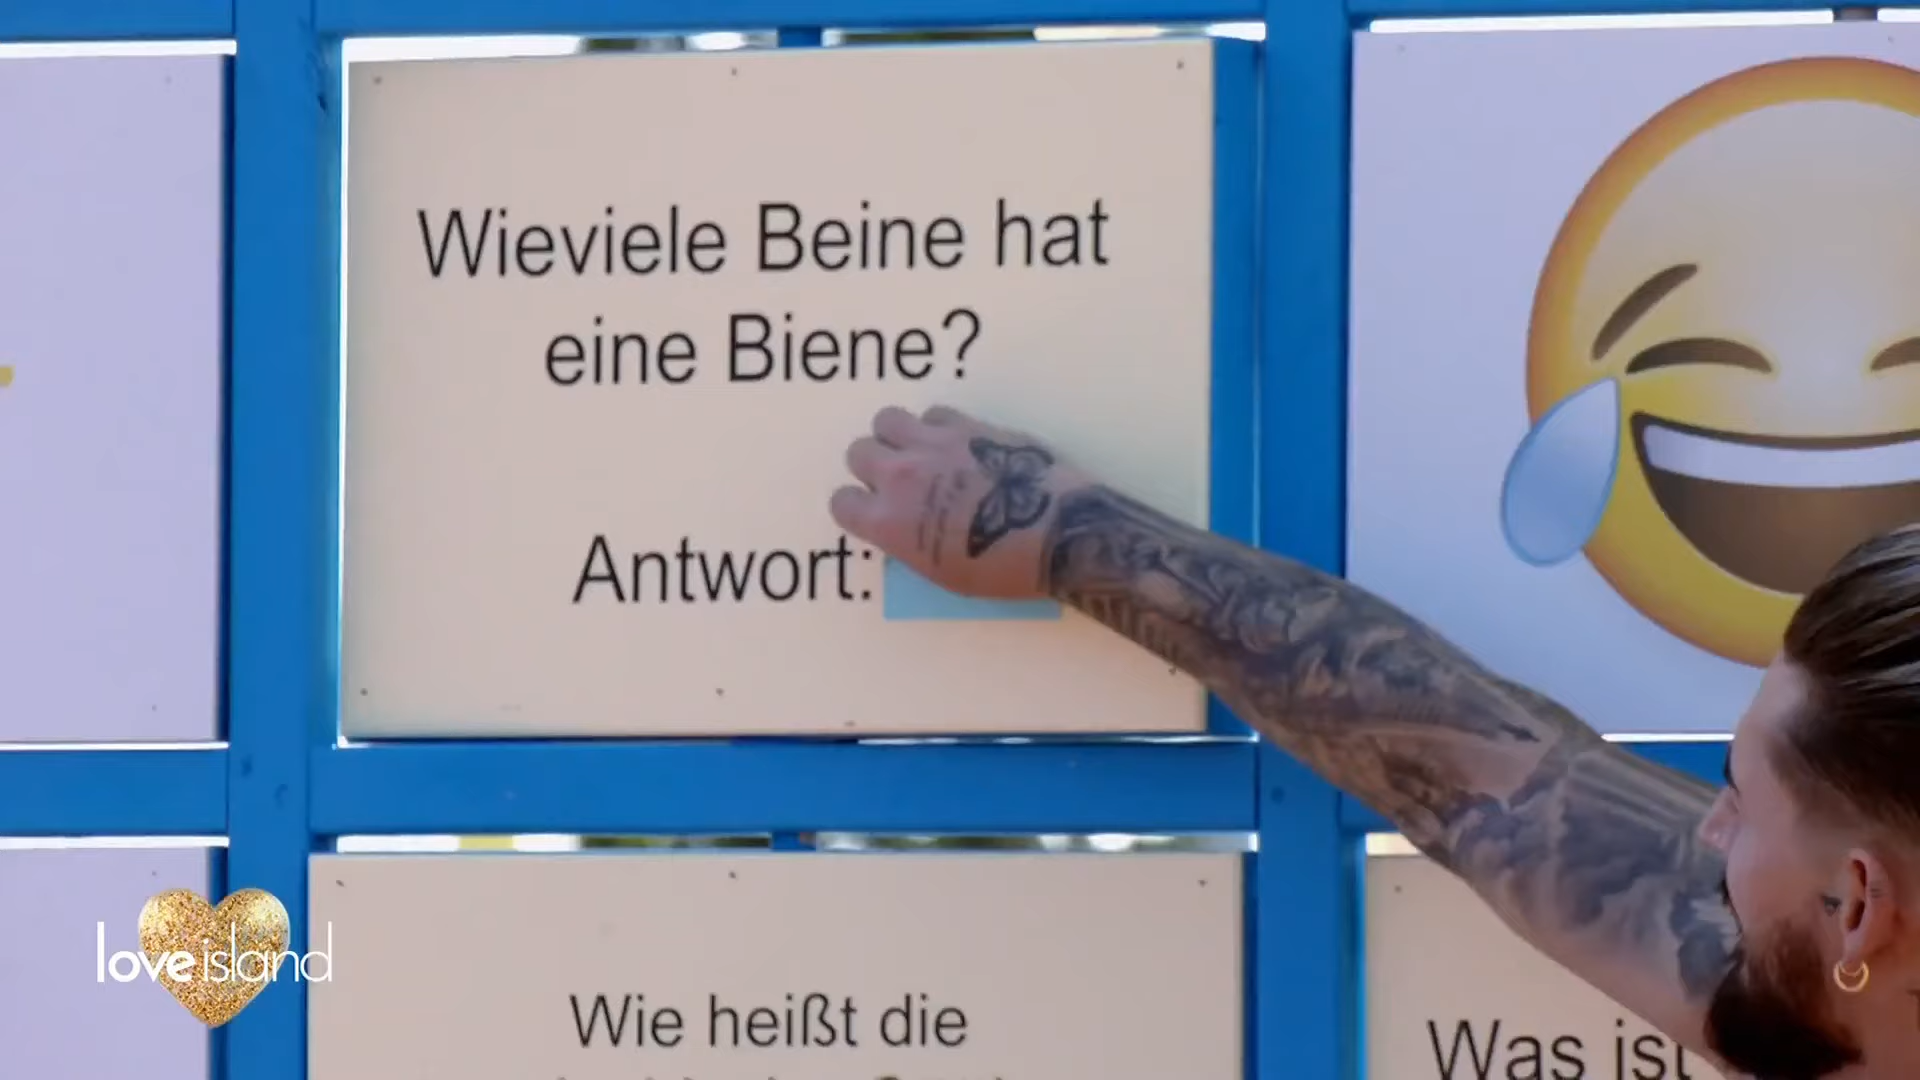 Wieviele Beine hat
eine Biene?
Antwort:
Wie heißt die
Was ist
love island